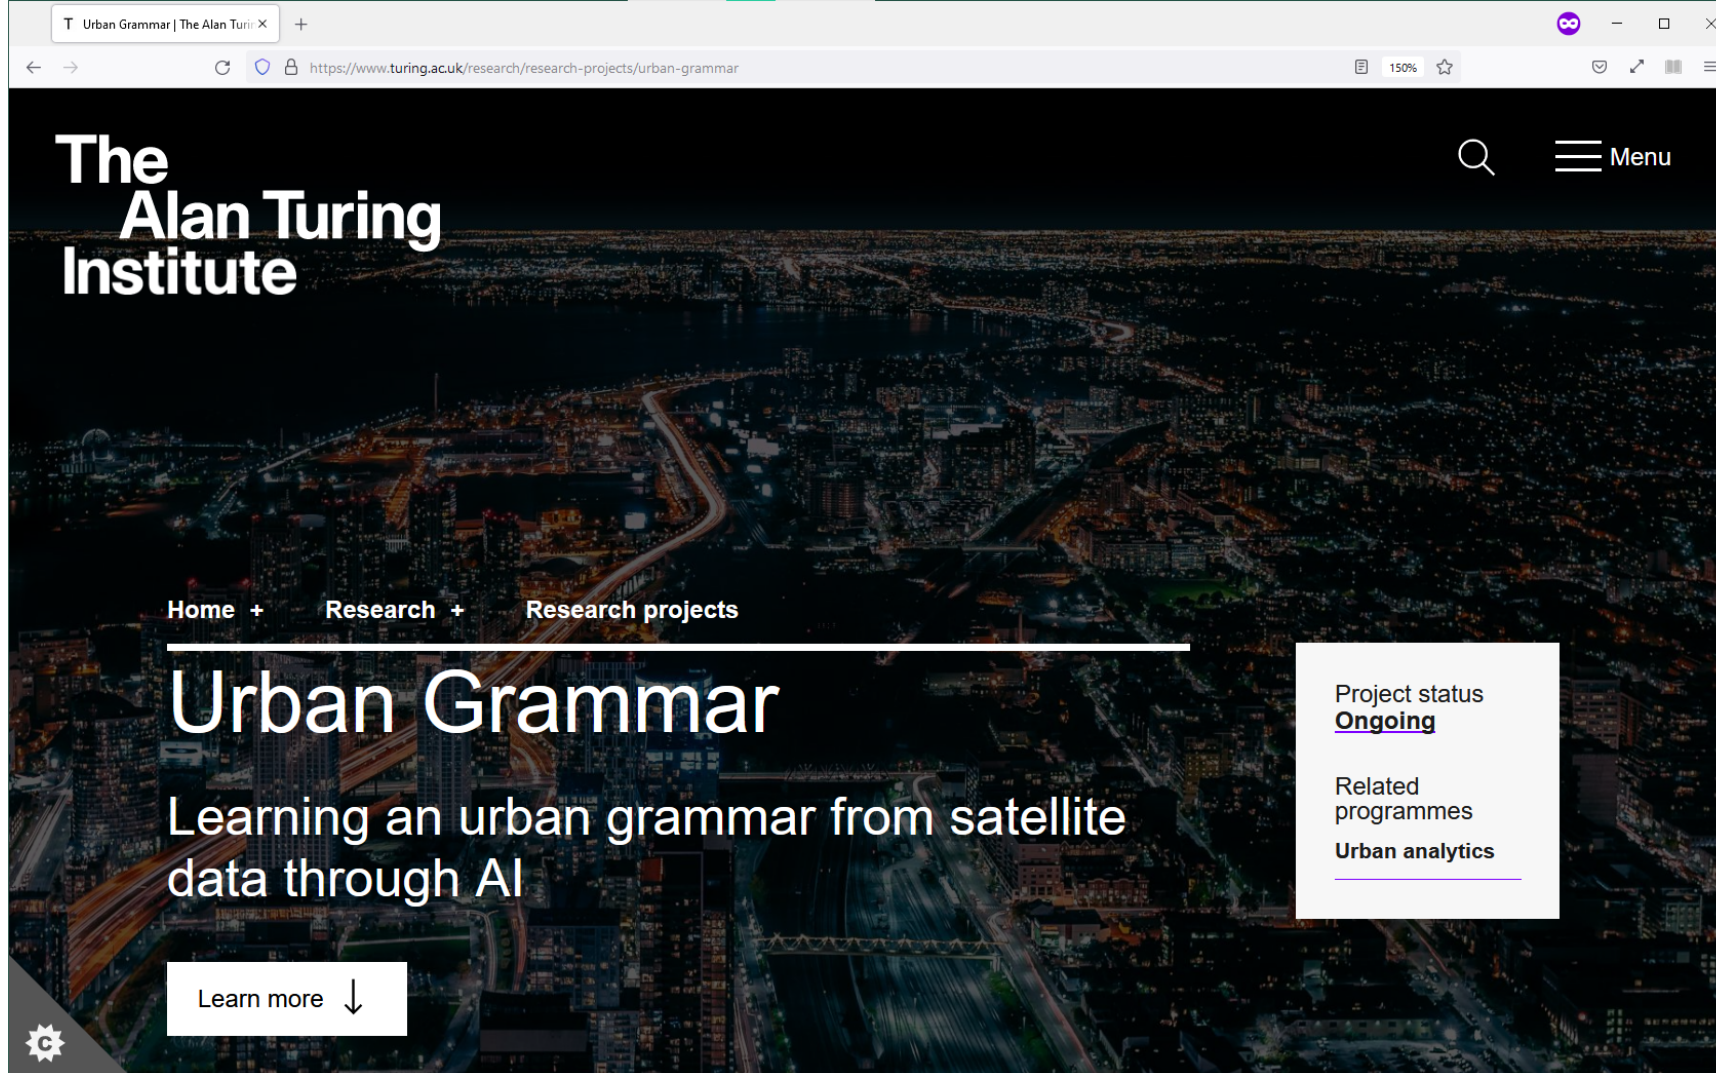 T Urban Grammar | The Alan Turin
https://www.turing.ac.uk/research/research-projects/urban-grammar
150%
The
Alan Turing
Institute
Menu
Home + Research + Research projects
Urban Grammar
Learning an urban grammar from satellite
data through AI
Learn more
Project status
Ongoing
Related
programmes
Urban analytics
C